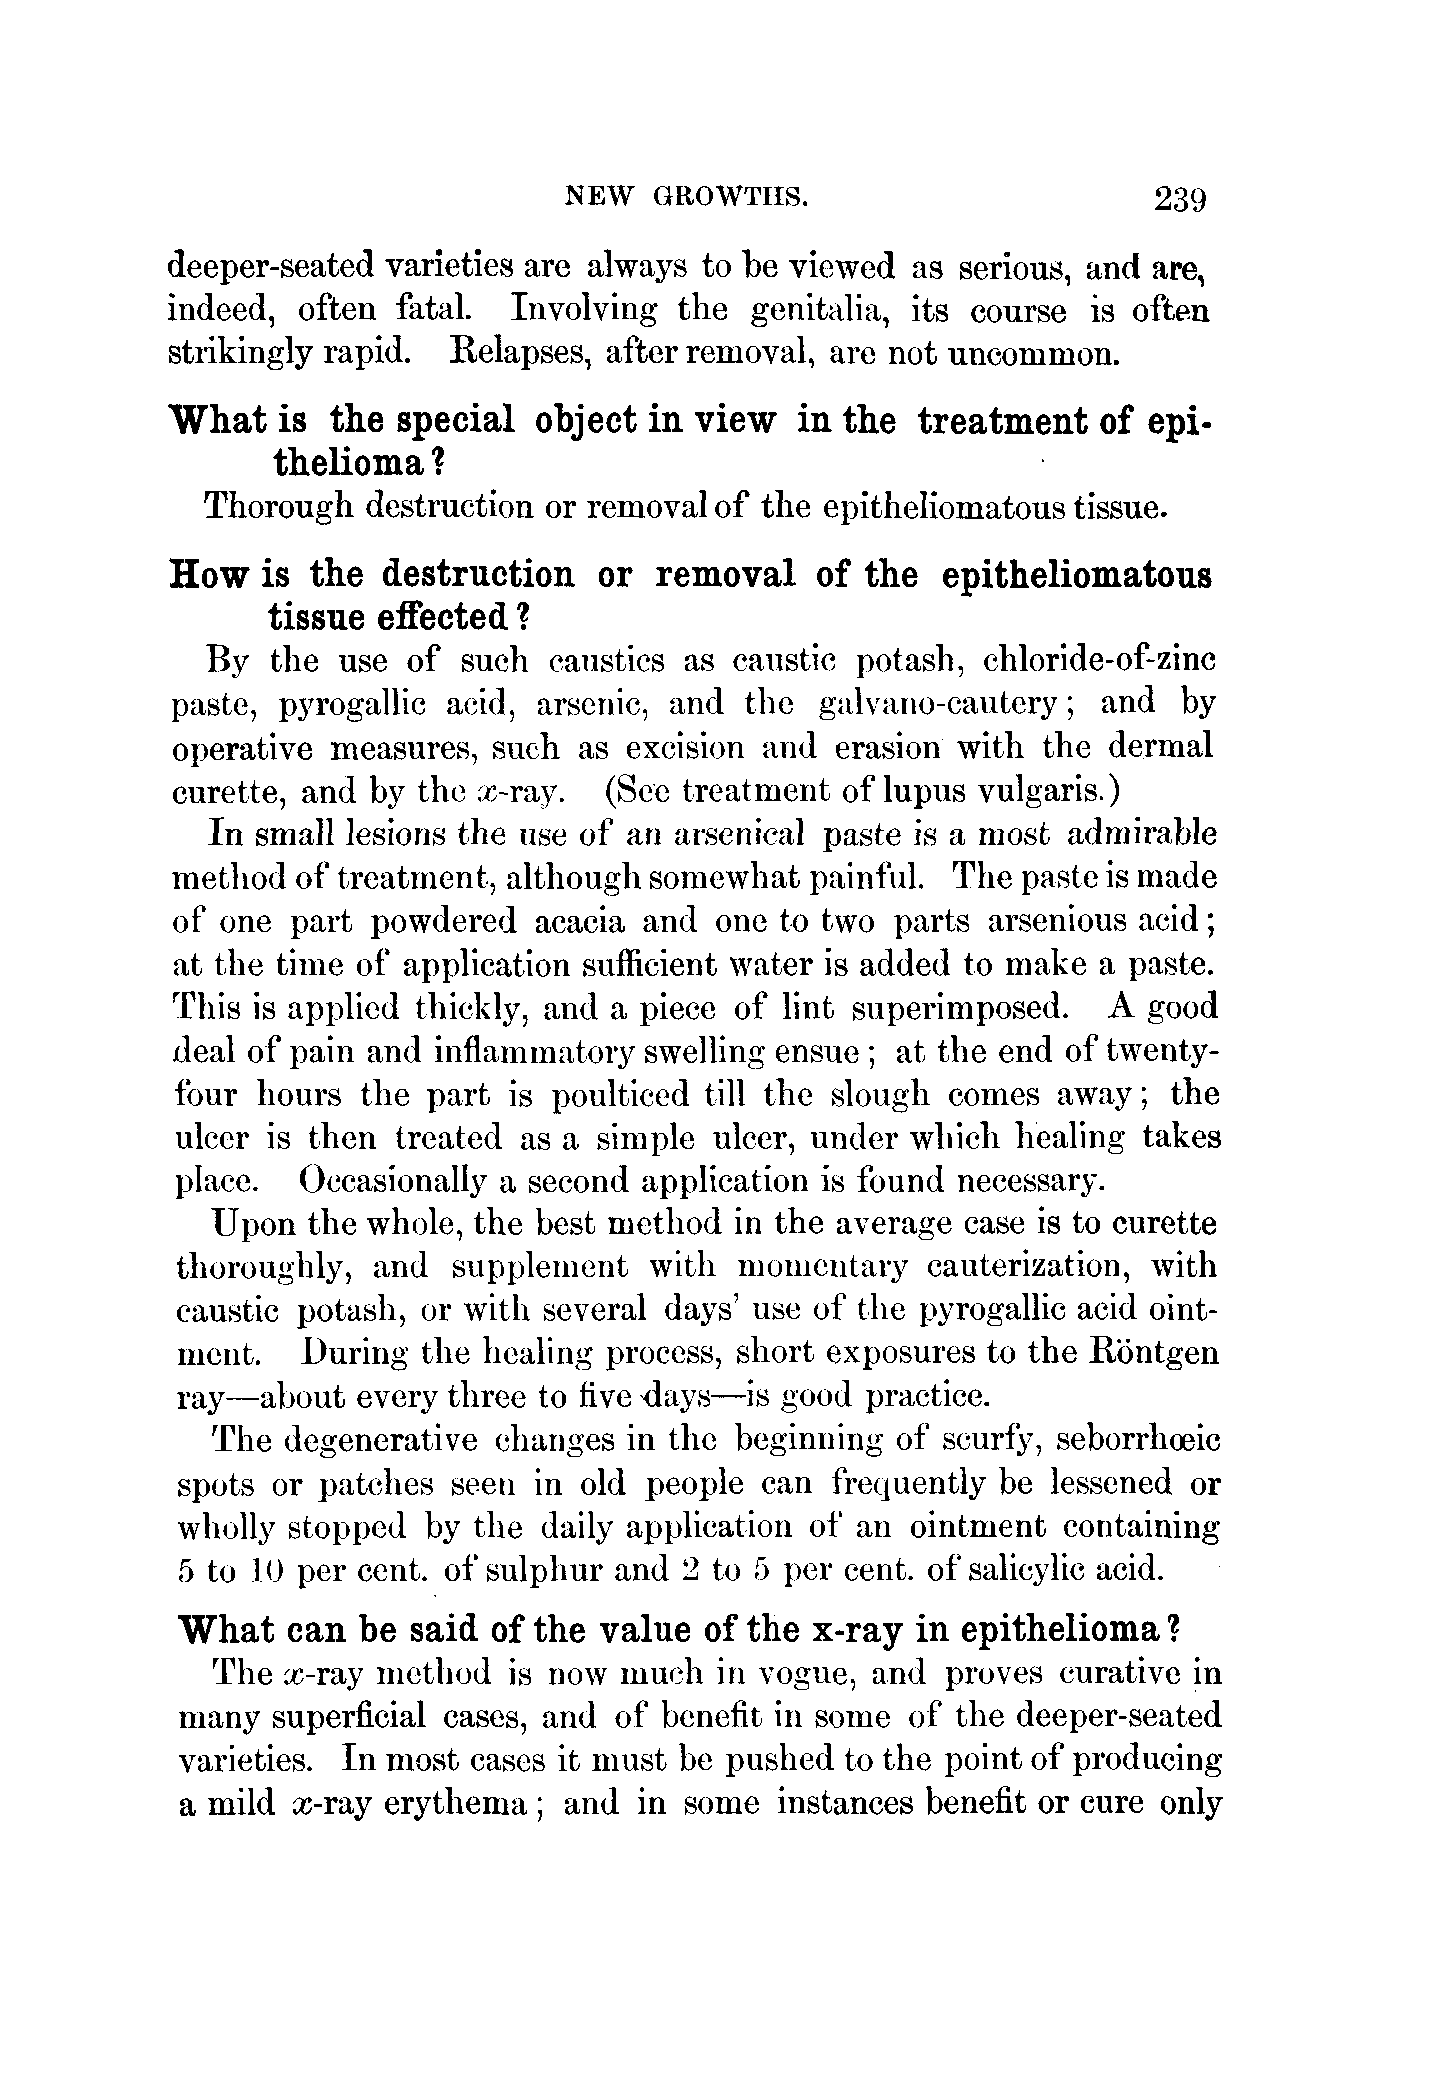 NEW GROWTHS. 239
deeper-seated varieties are always to be viewed as serious, and are,
indeed, often fatal. Involving the genitalia, its course is often
strikingly rapid. Relapses, after removal, are not uncommon.
What is the special object in view in the treatment of epi-
thelioma?
Thorough destruction or removal of the epitheliomatous tissue.
How is the destruction or removal of the epitheliomatous
tissue effected?
By the use of such caustics as caustic potash, chloride-of-zinc
paste, pyrogallic acid, arsenic, and the galvano-cautery; and by
operative measures, such as excision and erasion with the dermal
curette, and by the x-ray. (See treatment of lupus vulgaris.)
In small lesions the use of an arsenical paste is a most admirable
method of treatment, although somewhat painful. The paste is made
of one part powdered acacia and one to two parts arsenious acid;
at the time of application sufficient water is added to make a paste.
This is applied thickly, and a piece of lint superimposed. A good
deal of pain and inflammatory swelling ensue; at the end of twenty-
four hours the part is poulticed till the slough comes away; the
ulcer is then treated as a simple ulcer, under which healing takes
place. Occasionally a second application is found necessary.
Upon the whole, the best method in the average case is to curette
thoroughly, and supplement with momentary cauterization, with
caustic potash, or with several days' use of the pyrogallic acid oint-
ment. During the healing process, short exposures to the Röntgen
ray—about every three to five days—is good practice.
The degenerative changes in the beginning of scurfy, seborrhœic
spots or patches seen in old people can frequently be lessened or
wholly stopped by the daily application of an ointment containing
5 to 10 per cent. of sulphur and 2 to 5 per cent. of salicylic acid.
What can be said of the value of the x-ray in epithelioma?
The x-ray method is now much in vogue, and proves curative in
many superficial cases, and of benefit in some of the deeper-seated
varieties. In most cases it must be pushed to the point of producing
a mild x-ray erythema; and in some instances benefit or cure only